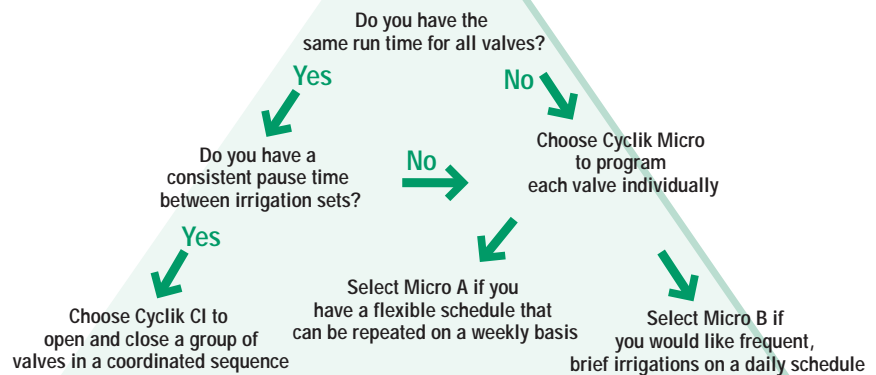 Do you have the
same run time for all valves?
Yes
No
Do you have a
consistent pause time
between irrigation sets?
No
Choose Cyclik Micro
to program
each valve individually
Yes
Choose Cyclik CI to
open and close a group of
valves in a coordinated sequence
Select Micro A if you
have a flexible schedule that
can be repeated on a weekly basis
Select Micro B if
you would like frequent,
brief irrigations on a daily schedule